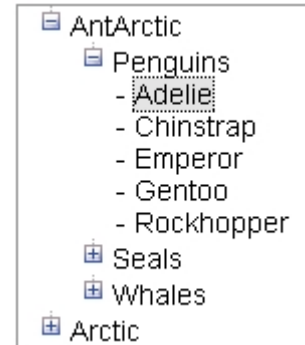 AntArctic
Penguins
- Adelie
- Chinstrap
- Emperor
- Gentoo
- Rockhopper
Seals
Whales
Arctic